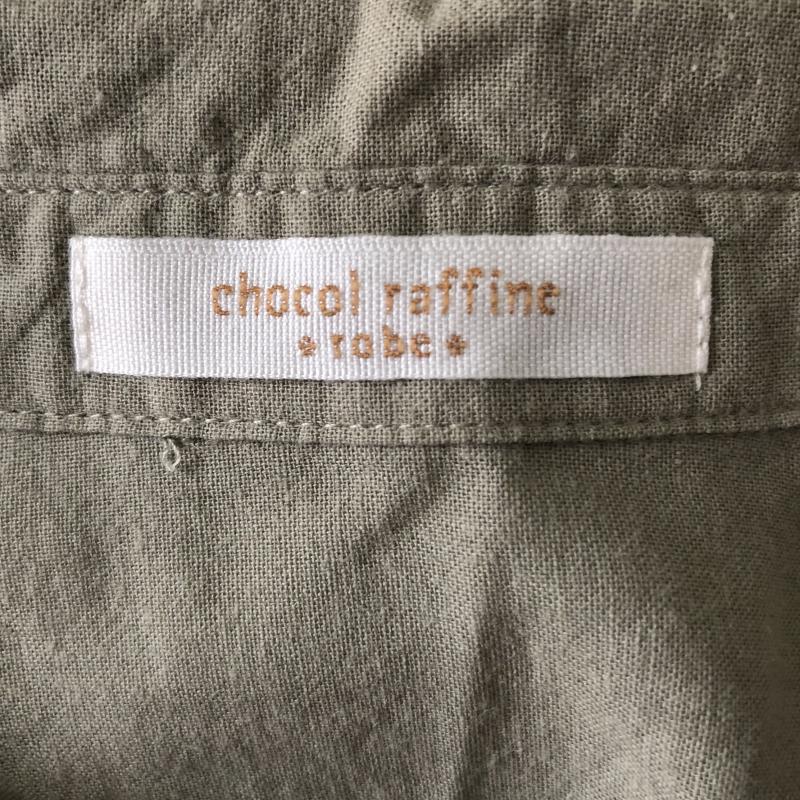 chocol raffine
* robe *